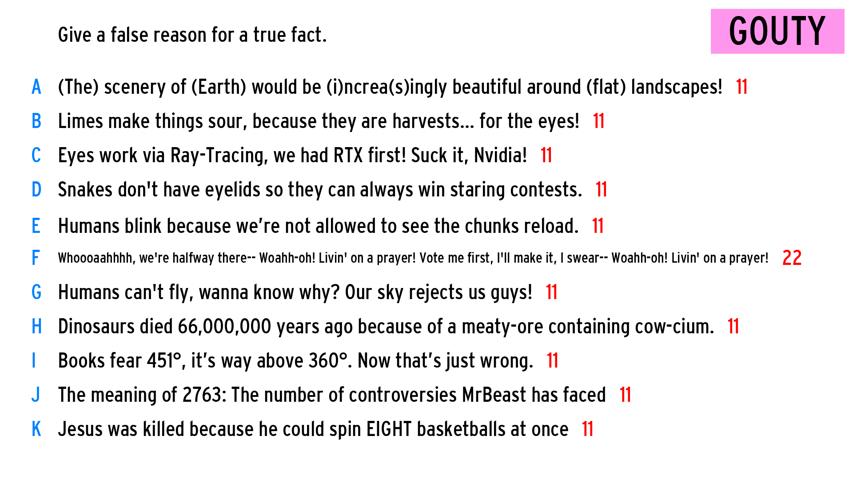 Give a false reason for a true fact.
GOUTY
A (The) scenery of (Earth) would be (i)ncrea(s)ingly beautiful around (flat) landscapes! 11
B Limes make things sour, because they are harvests... for the eyes! 11
C Eyes work via Ray-Tracing, we had RTX first! Suck it, Nvidia! 11
D Snakes don't have eyelids so they can always win staring contests. 11
E Humans blink because we're not allowed to see the chunks reload. 11
F Whoooaahhhh, we're halfway there-- Woahh-oh! Livin' on a prayer! Vote me first, I'll make it, I swear-- Woahh-oh! Livin' on a prayer! 22
G Humans can't fly, wanna know why? Our sky rejects us guys! 11
H Dinosaurs died 66,000,000 years ago because of a meaty-ore containing cow-cium. 11
I Books fear 451°, it's way above 360°. Now that's just wrong. 11
J The meaning of 2763: The number of controversies MrBeast has faced 11
K Jesus was killed because he could spin EIGHT basketballs at once 11